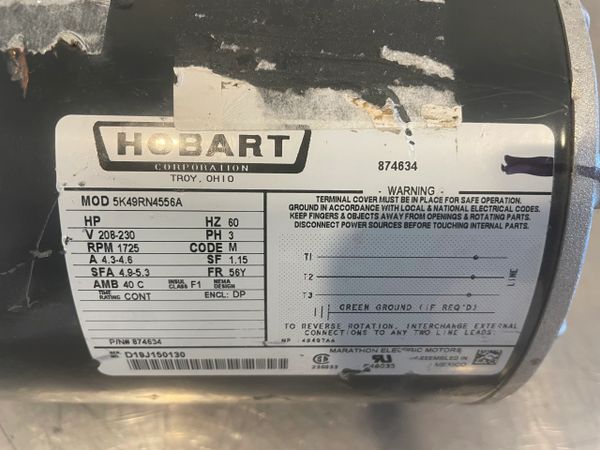 HOBART
CORPORATION
TROY, OHIO
874634
MOD 5K49RN4556A
HP HZ 60
V 208-230 PH 3
RPM 1725 CODE M
A 4.3-4.6 SF 1.15
SFA 4.9-5.3 FR 56Y
AMB 40 C INSUL CLASS F1 NEMA DESIGN
TIME RATING CONT ENCL: DP
P/N# 874634
D19J150130
WARNING
TERMINAL COVER MUST BE IN PLACE FOR SAFE OPERATION.
GROUND IN ACCORDANCE WITH LOCAL & NATIONAL ELECTRICAL CODES.
KEEP FINGERS & OBJECTS AWAY FROM OPENINGS & ROTATING PARTS.
DISCONNECT POWER SOURCES BEFORE TOUCHING INTERNAL PARTS.
T1
T2
T3
LINE
GREEN GROUND (IF REQ'D)
TO REVERSE ROTATION, INTERCHANGE EXTERNAL
CONNECTIONS TO ANY TWO LINE LEADS.
MARATHON ELECTRIC MOTORS
ASSEMBLED IN
MEXICO